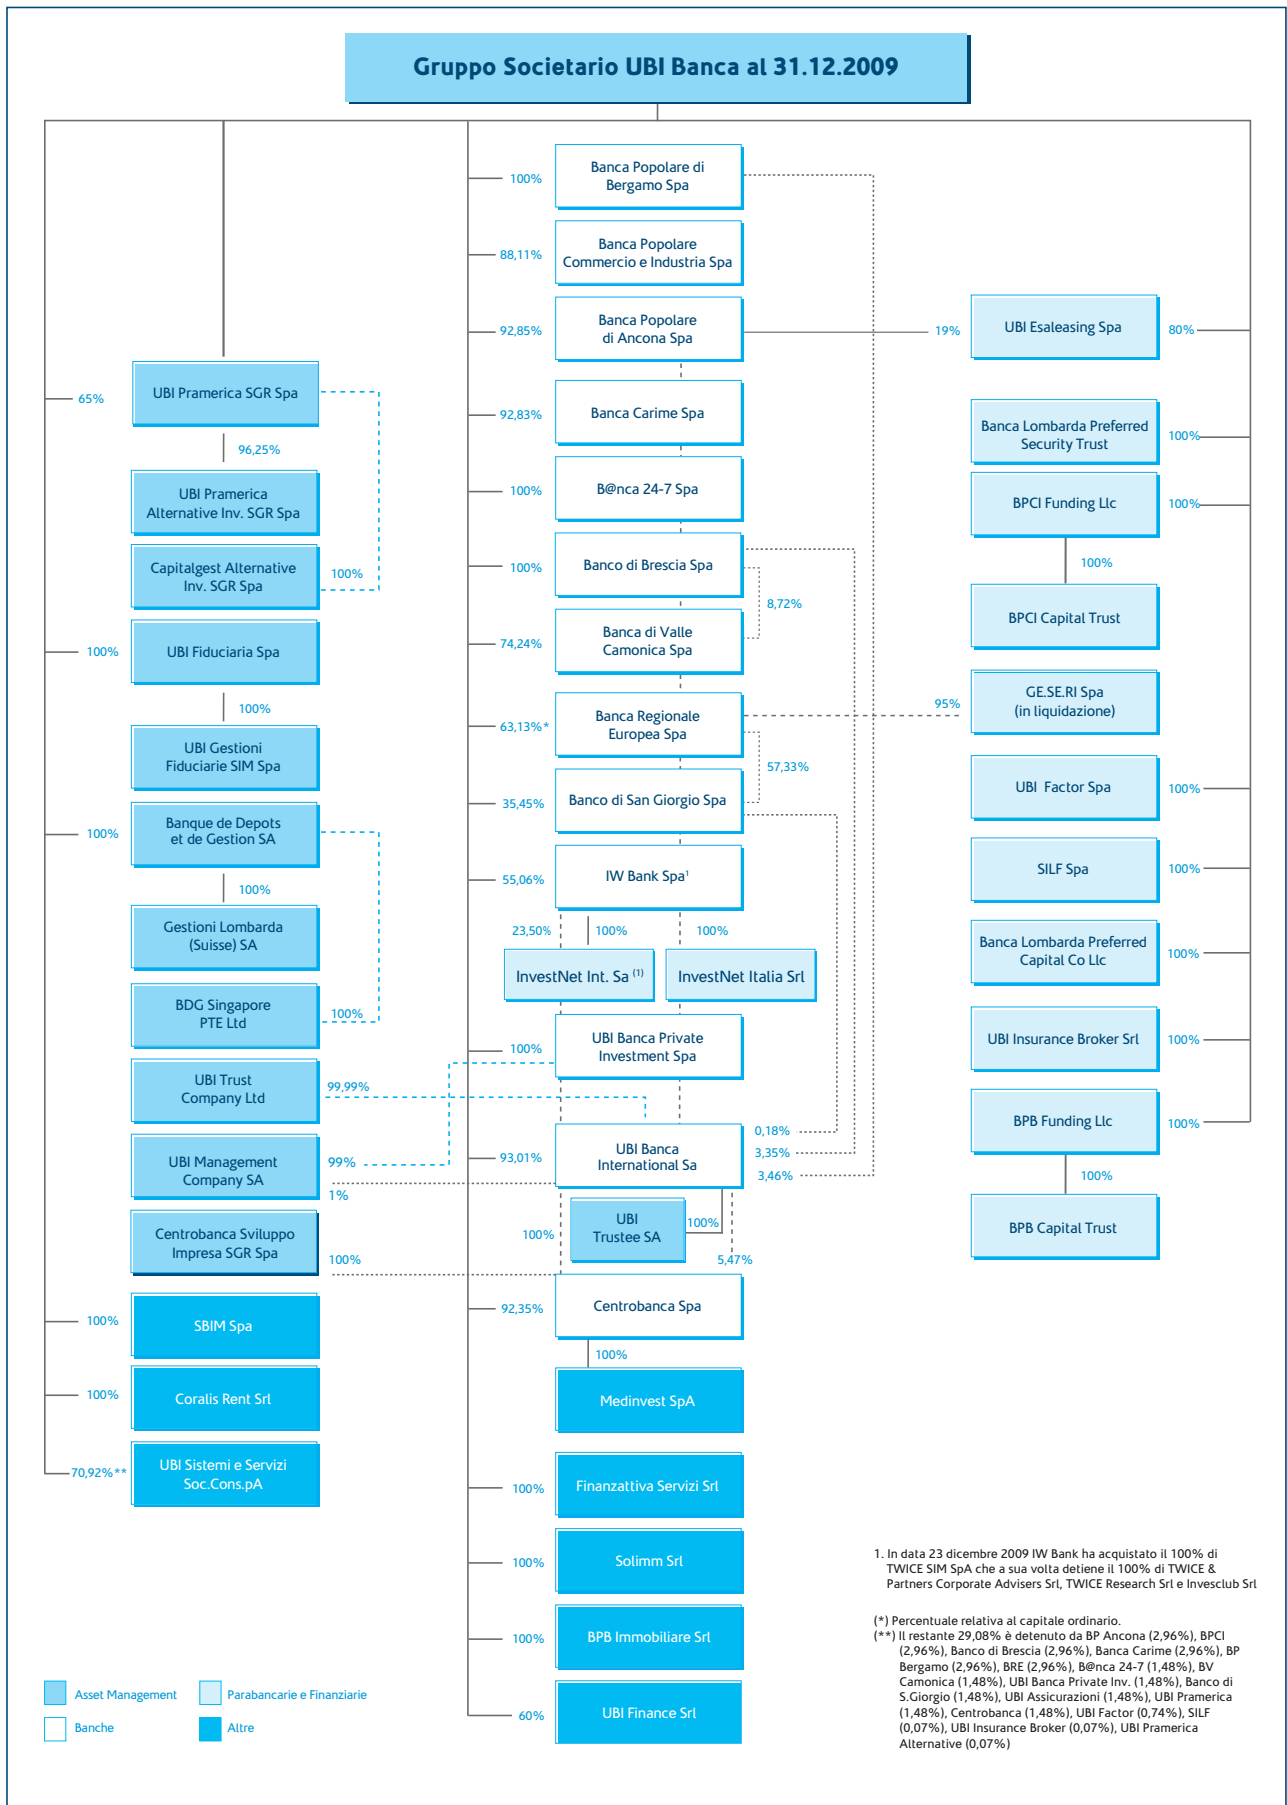 Gruppo Societario UBI Banca al 31.12.2009
65%
UBI Pramerica SGR Spa
96,25%
UBI Pramerica
Alternative Inv. SGR Spa
Capitalgest Alternative
Inv. SGR Spa
100%
100%
UBI Fiduciaria Spa
100%
UBI Gestioni
Fiduciarie SIM Spa
100%
Banque de Depots
et de Gestion SA
100%
Gestioni Lombarda
(Suisse) SA
BDG Singapore
PTE Ltd
100%
UBI Trust
Company Ltd
99,99%
UBI Management
Company SA
99%
1%
Centrobanca Sviluppo
Impresa SGR Spa
100%
100%
SBIM Spa
100%
Coralis Rent Srl
70,92%**
UBI Sistemi e Servizi
Soc.Cons.pA
100%
Banca Popolare di
Bergamo Spa
88,11%
Banca Popolare
Commercio e Industria Spa
92,85%
Banca Popolare
di Ancona Spa
92,83%
Banca Carime Spa
100%
B@nca 24-7 Spa
100%
Banco di Brescia Spa
8,72%
74,24%
Banca di Valle
Camonica Spa
63,13%*
Banca Regionale
Europea Spa
57,33%
35,45%
Banco di San Giorgio Spa
55,06%
IW Bank Spa¹
23,50%
100%
100%
InvestNet Int. Sa (1)
InvestNet Italia Srl
100%
UBI Banca Private
Investment Spa
93,01%
UBI Banca
International Sa
0,18%
3,35%
3,46%
100%
UBI
Trustee SA
100%
5,47%
92,35%
Centrobanca Spa
100%
Medinvest SpA
100%
Finanzattiva Servizi Srl
100%
Solimm Srl
100%
BPB Immobiliare Srl
60%
UBI Finance Srl
19%
UBI Esaleasing Spa
80%
Banca Lombarda Preferred
Security Trust
100%
BPCI Funding Llc
100%
100%
BPCI Capital Trust
95%
GE.SE.RI Spa
(in liquidazione)
UBI Factor Spa
100%
SILF Spa
100%
Banca Lombarda Preferred
Capital Co Llc
100%
UBI Insurance Broker Srl
100%
BPB Funding Llc
100%
100%
BPB Capital Trust
1. In data 23 dicembre 2009 IW Bank ha acquistato il 100% di
TWICE SIM SpA che a sua volta detiene il 100% di TWICE &
Partners Corporate Advisers Srl, TWICE Research Srl e Invesclub Srl
(*) Percentuale relativa al capitale ordinario.
(**) Il restante 29,08% è detenuto da BP Ancona (2,96%), BPCI
(2,96%), Banco di Brescia (2,96%), Banca Carime (2,96%), BP
Bergamo (2,96%), BRE (2,96%), B@nca 24-7 (1,48%), BV
Camonica (1,48%), UBI Banca Private Inv. (1,48%), Banco di
S.Giorgio (1,48%), UBI Assicurazioni (1,48%), UBI Pramerica
(1,48%), Centrobanca (1,48%), UBI Factor (0,74%), SILF
(0,07%), UBI Insurance Broker (0,07%), UBI Pramerica
Alternative (0,07%)
Asset Management
Parabancarie e Finanziarie
Banche
Altre